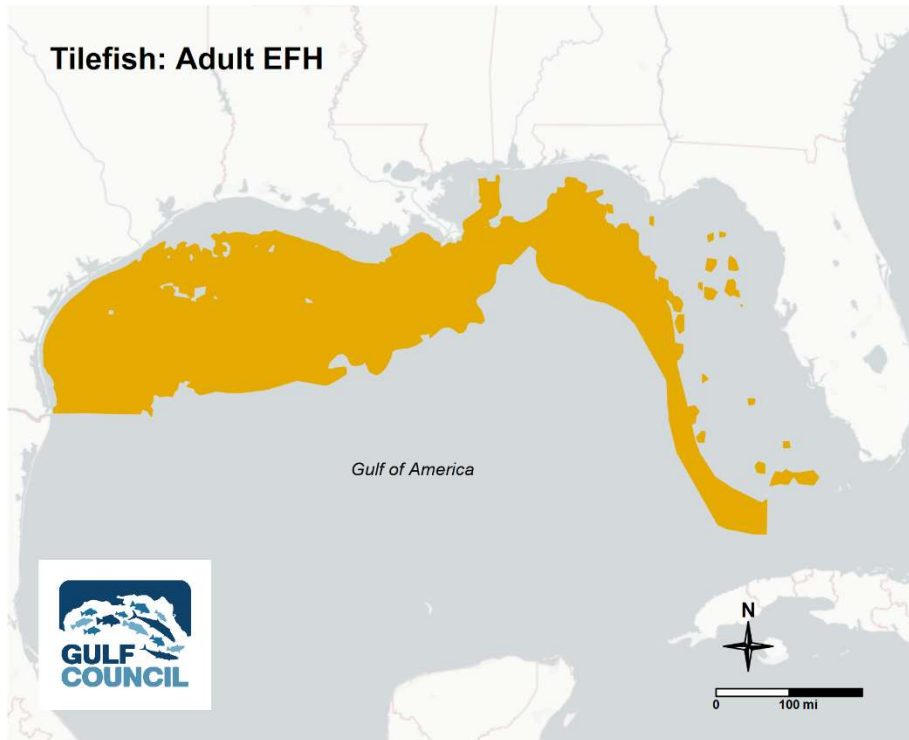 Tilefish: Adult EFH
Gulf of America
GULF
COUNCIL
N
0 100 mi